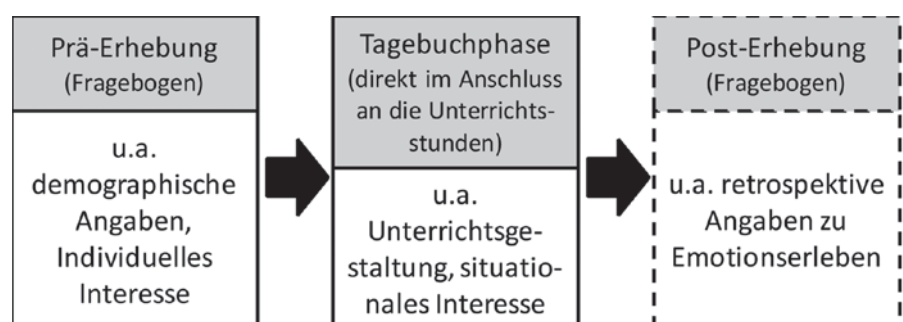 Prä-Erhebung
(Fragebogen)
u.a.
demographische
Angaben,
Individuelles
Interesse
Tagebuchphase
(direkt im Anschluss
an die Unterrichts-
stunden)
u.a.
Unterrichtsge-
staltung, situatio-
nales Interesse
Post-Erhebung
(Fragebogen)
u.a. retrospektive
Angaben zu
Emotionserleben